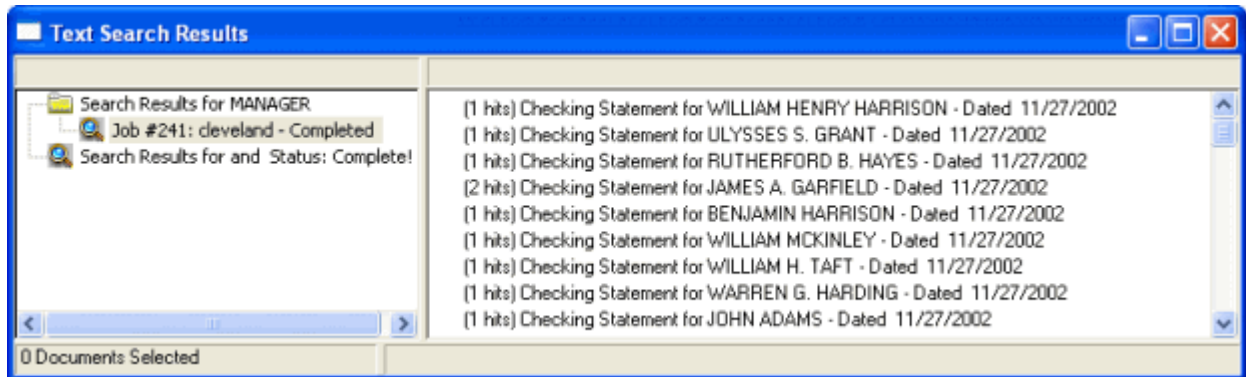 Text Search Results
Search Results for MANAGER
Job #241: cleveland - Completed
Search Results for and Status: Complete!
(1 hits) Checking Statement for WILLIAM HENRY HARRISON - Dated 11/27/2002
(1 hits) Checking Statement for ULYSSES S. GRANT - Dated 11/27/2002
(1 hits) Checking Statement for RUTHERFORD B. HAYES - Dated 11/27/2002
(2 hits) Checking Statement for JAMES A. GARFIELD - Dated 11/27/2002
(1 hits) Checking Statement for BENJAMIN HARRISON - Dated 11/27/2002
(1 hits) Checking Statement for WILLIAM MCKINLEY - Dated 11/27/2002
(1 hits) Checking Statement for WILLIAM H. TAFT - Dated 11/27/2002
(1 hits) Checking Statement for WARREN G. HARDING - Dated 11/27/2002
(1 hits) Checking Statement for JOHN ADAMS - Dated 11/27/2002
0 Documents Selected